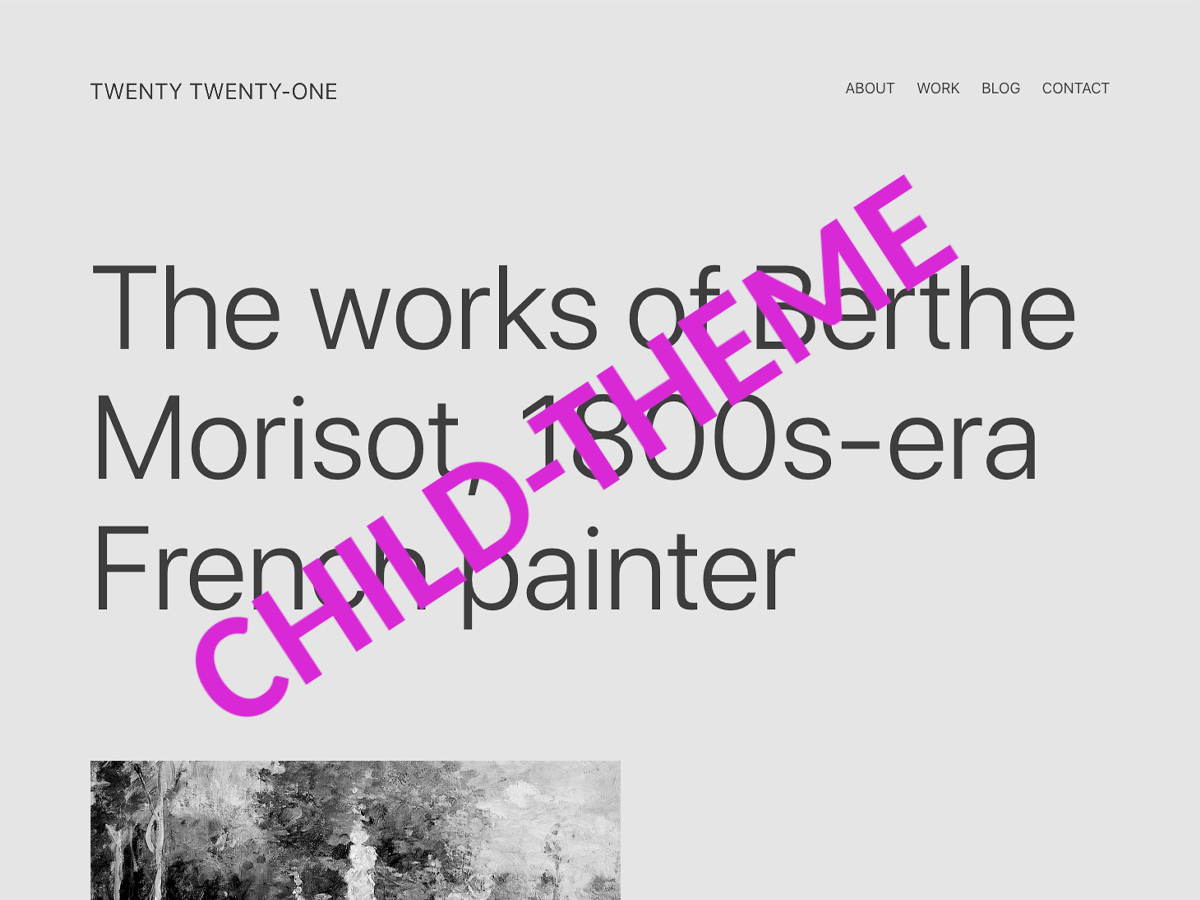 TWENTY TWENTY-ONE
ABOUT WORK BLOG CONTACT
The works of Berthe
Morisot, 1800s-era
French painter
CHILD-THEME